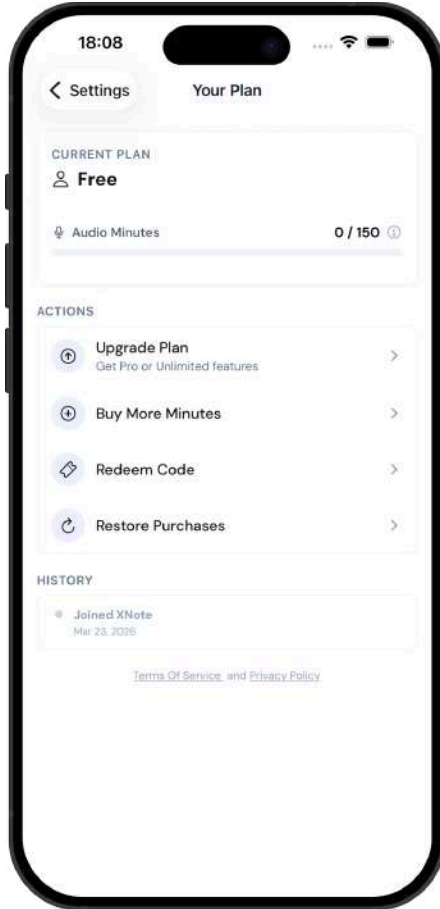 18:08
Settings
Your Plan
CURRENT PLAN
Free
Audio Minutes
0 / 150
ACTIONS
Upgrade Plan
Get Pro or Unlimited features
Buy More Minutes
Redeem Code
Restore Purchases
HISTORY
Joined XNote
Mar 23, 2026
Terms Of Service and Privacy Policy